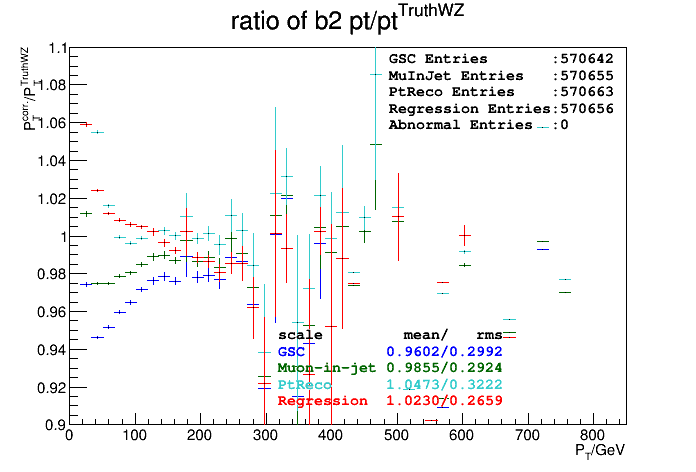 ratio of b2 pt/pt^TruthWZ
P_T^corr./P_T^TruthWZ
1.1
1.08
1.06
1.04
1.02
1
0.98
0.96
0.94
0.92
0.9
GSC Entries :570642
MuInJet Entries :570655
PtReco Entries :570663
Regression Entries:570656
Abnormal Entries :0
scale mean/ rms
GSC 0.9602/0.2992
Muon-in-jet 0.9855/0.2924
PtReco 1.0473/0.3222
Regression 1.0230/0.2659
0 100 200 300 400 500 600 700 800
P_T/GeV